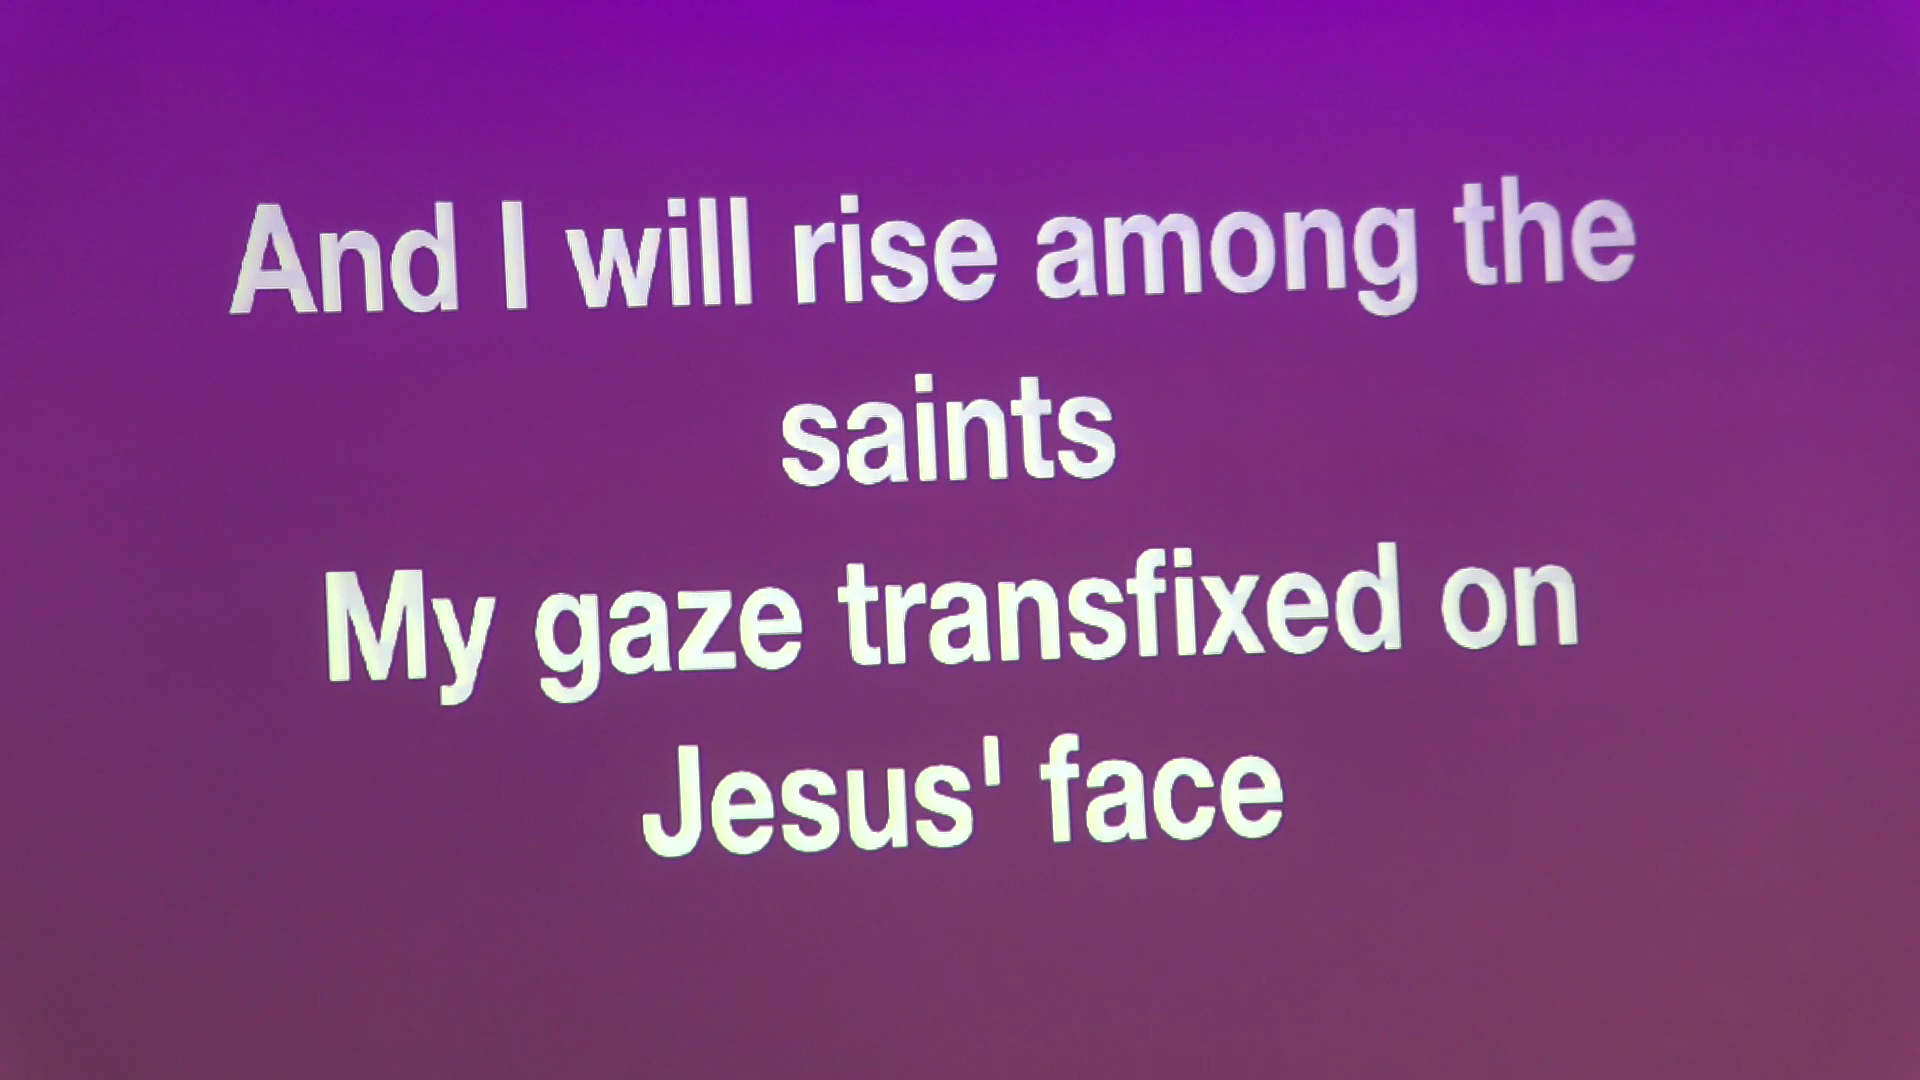 And I will rise among the
saints
My gaze transfixed on
Jesus' face